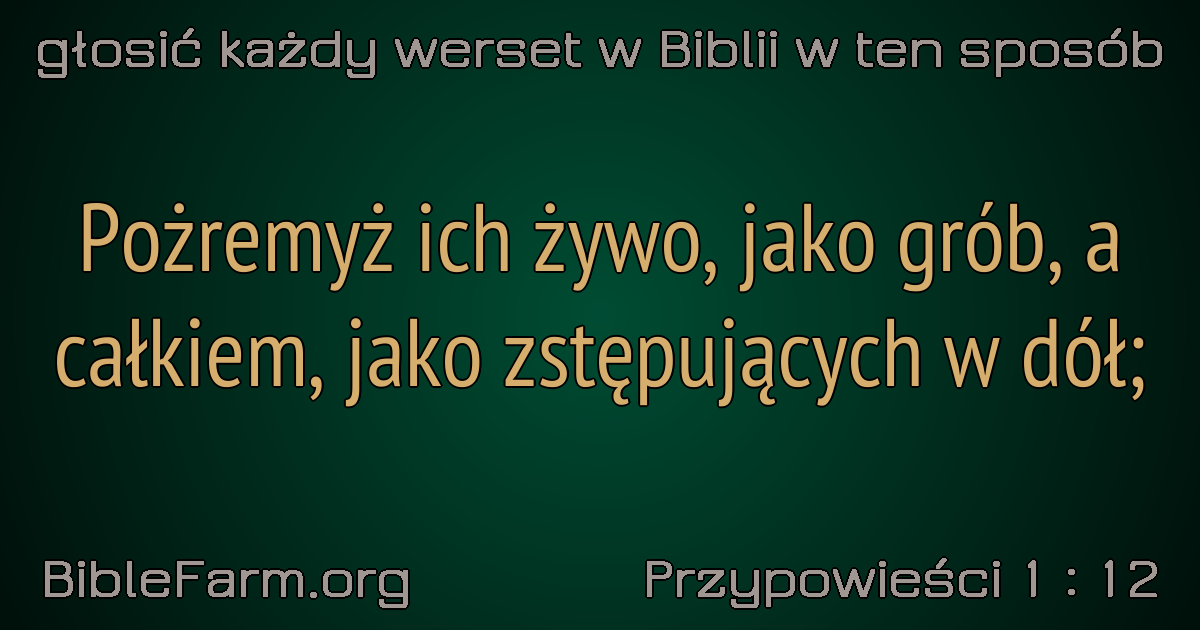 głosić każdy werset w Biblii w ten sposób
Pożremyż ich żywo, jako grób, a
całkiem, jako zstępujących w dół;
BibleFarm.org
Przypowieści 1 : 12